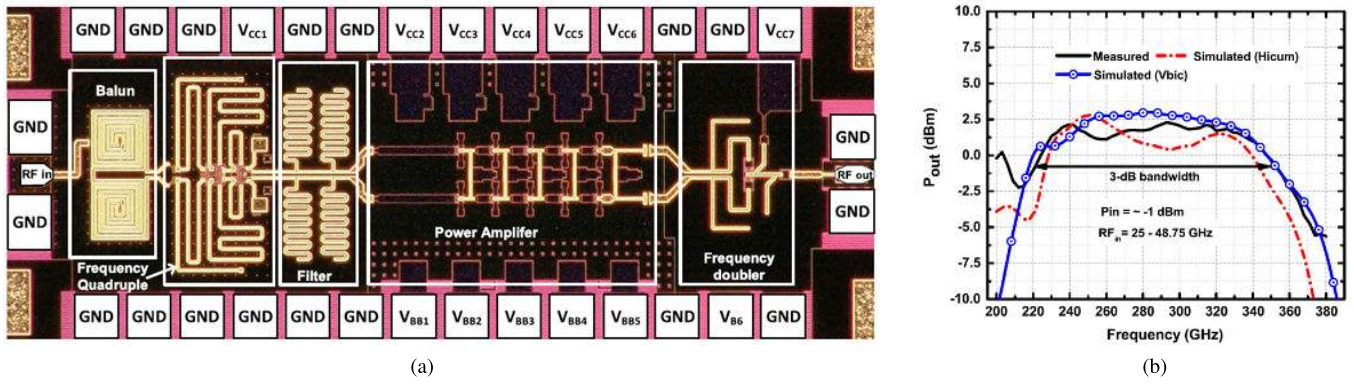 GND GND GND VCC1 GND GND VCC2 VCC3 VCC4 VCC5 VCC6 GND VCC7
Balun
GND
GND
RF in
RF out
GND
GND
Power Amplifer
Frequency
Quadruple
Filter
Frequency
doubler
GND GND GND GND GND GND VBB1 VBB2 VBB3 VBB4 VBB5 GND VB6 GND
(a)
10.0
7.5
5.0
2.5
0.0
-2.5
-5.0
-7.5
-10.0
Pout (dBm)
Measured
Simulated (Hicum)
Simulated (Vbic)
3-dB bandwidth
Pin = ~ -1 dBm
RFin= 25 - 48.75 GHz
200 220 240 260 280 300 320 340 360 380
Frequency (GHz)
(b)